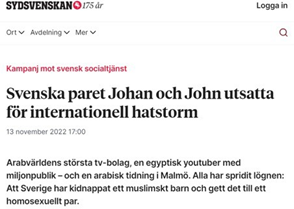 SYDSVENSKAN 175 år
Logga in
Ort Avdelning Mer
Kampanj mot svensk socialtjänst
Svenska paret Johan och John utsatta
för internationell hatstorm
13 november 2022 17:00
Arabvärldens största tv-bolag, en egyptisk youtuber med
miljonpublik – och en arabisk tidning i Malmö. Alla har spridit lögnen:
Att Sverige har kidnappat ett muslimskt barn och gett det till ett
homosexuellt par.